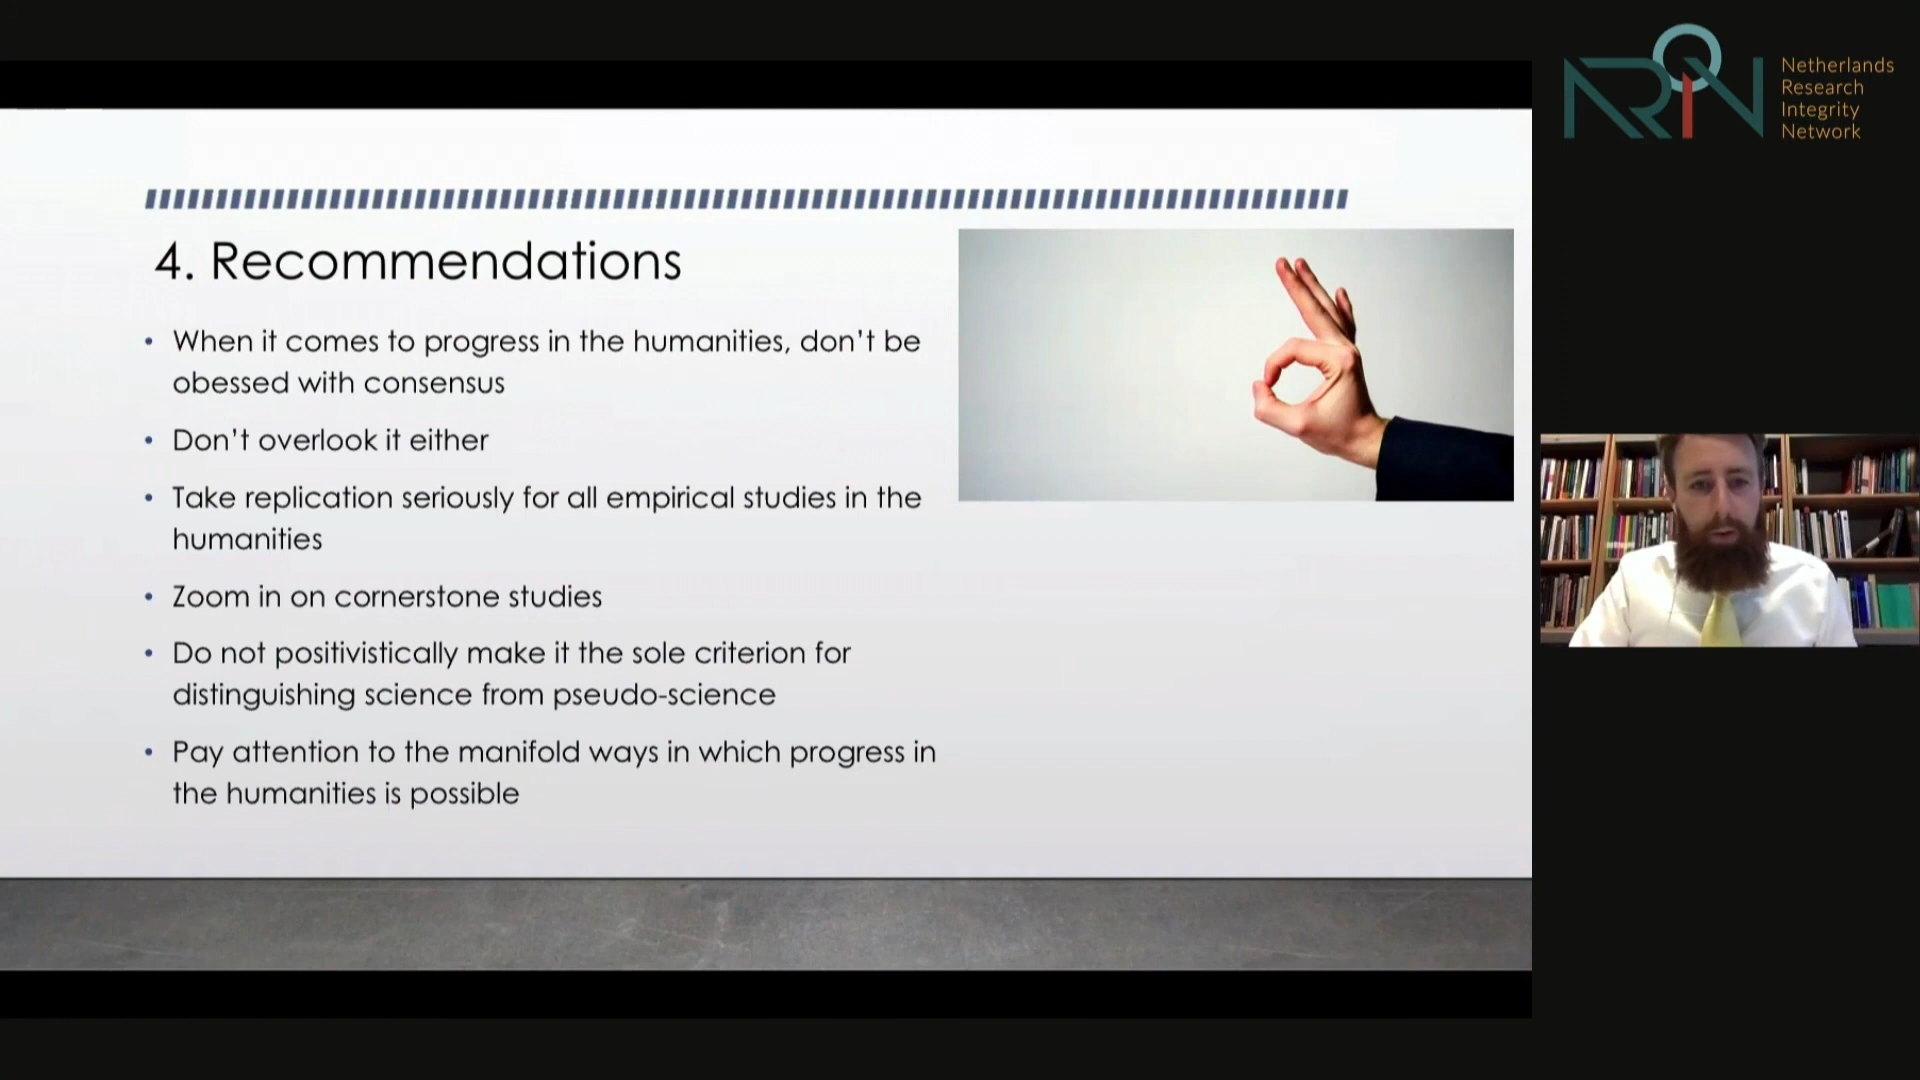 Netherlands
Research
Integrity
Network
4. Recommendations
• When it comes to progress in the humanities, don't be
obessed with consensus
• Don't overlook it either
• Take replication seriously for all empirical studies in the
humanities
• Zoom in on cornerstone studies
• Do not positivistically make it the sole criterion for
distinguishing science from pseudo-science
• Pay attention to the manifold ways in which progress in
the humanities is possible